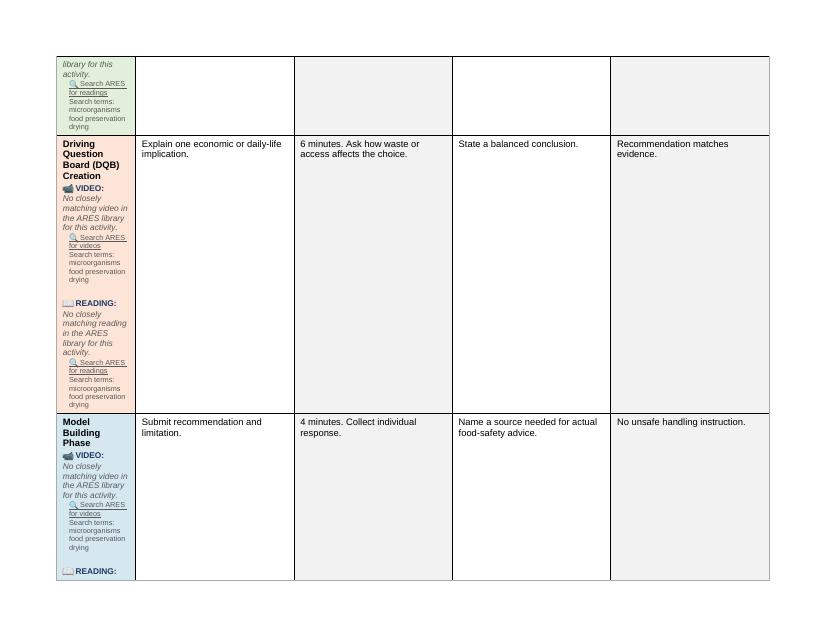 library for this
activity.
🔍 Search ARES
for readings
Search terms:
microorganisms
food preservation
drying
Driving
Question
Board (DQB)
Creation
📹 VIDEO:
No closely
matching video in
the ARES library
for this activity.
🔍 Search ARES
for videos
Search terms:
microorganisms
food preservation
drying
📖 READING:
No closely
matching reading
in the ARES
library for this
activity.
🔍 Search ARES
for readings
Search terms:
microorganisms
food preservation
drying
Explain one economic or daily-life
implication.
6 minutes. Ask how waste or
access affects the choice.
State a balanced conclusion.
Recommendation matches
evidence.
Model
Building
Phase
📹 VIDEO:
No closely
matching video in
the ARES library
for this activity.
🔍 Search ARES
for videos
Search terms:
microorganisms
food preservation
drying
📖 READING:
Submit recommendation and
limitation.
4 minutes. Collect individual
response.
Name a source needed for actual
food-safety advice.
No unsafe handling instruction.